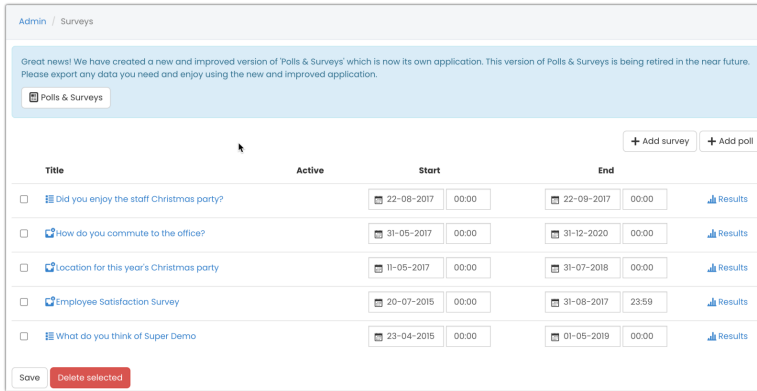 Admin / Surveys
Great news! We have created a new and improved version of 'Polls & Surveys' which is now its own application. This version of Polls & Surveys is being retired in the near future.
Please export any data you need and enjoy using the new and improved application.
Polls & Surveys
+ Add survey + Add poll
Title Active Start End
Did you enjoy the staff Christmas party? 22-08-2017 00:00 22-09-2017 00:00 Results
How do you commute to the office? 31-05-2017 00:00 31-12-2020 00:00 Results
Location for this year's Christmas party 11-05-2017 00:00 31-07-2018 00:00 Results
Employee Satisfaction Survey 20-07-2015 00:00 31-08-2017 23:59 Results
What do you think of Super Demo 23-04-2015 00:00 01-05-2019 00:00 Results
Save Delete selected